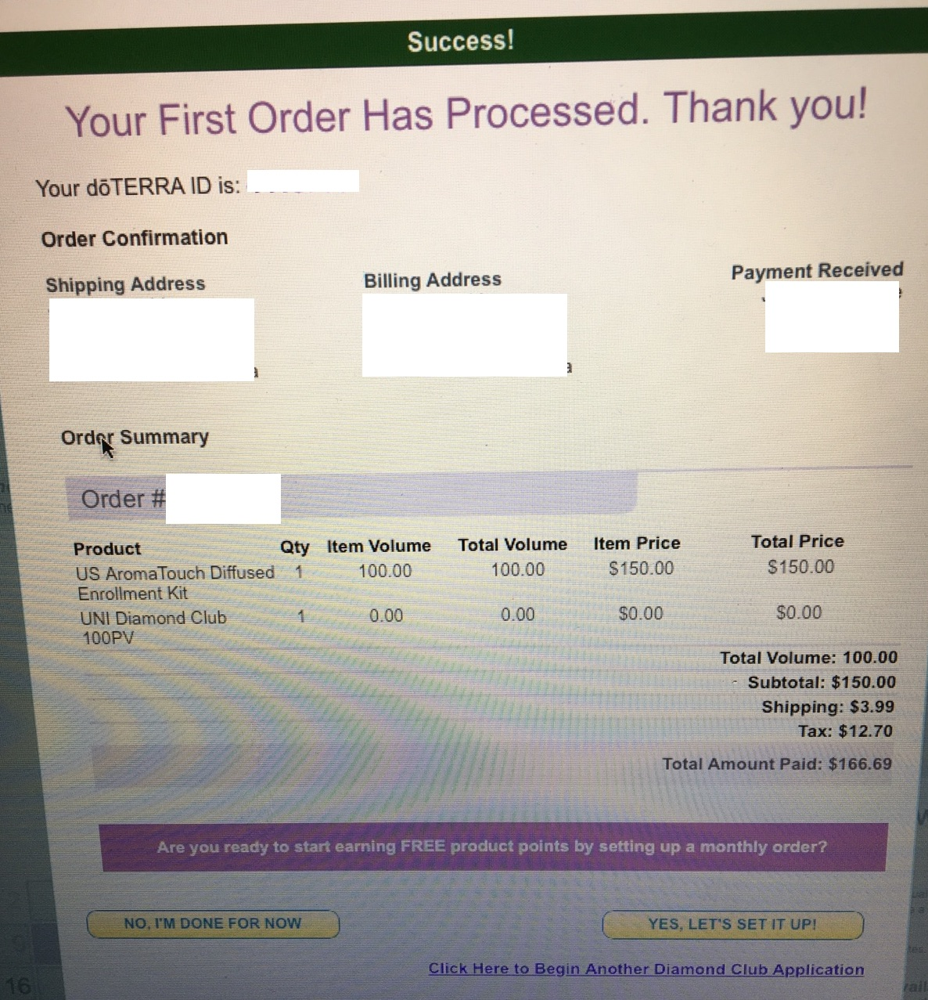 Success!
Your First Order Has Processed. Thank you!
Your dōTERRA ID is:
Order Confirmation
Shipping Address Billing Address Payment Received
Order Summary
Order #
Product Qty Item Volume Total Volume Item Price Total Price
US AromaTouch Diffused 1 100.00 100.00 $150.00 $150.00
Enrollment Kit
UNI Diamond Club 1 0.00 0.00 $0.00 $0.00
100PV
Total Volume: 100.00
Subtotal: $150.00
Shipping: $3.99
Tax: $12.70
Total Amount Paid: $166.69
Are you ready to start earning FREE product points by setting up a monthly order?
NO, I'M DONE FOR NOW YES, LET'S SET IT UP!
Click Here to Begin Another Diamond Club Application
16